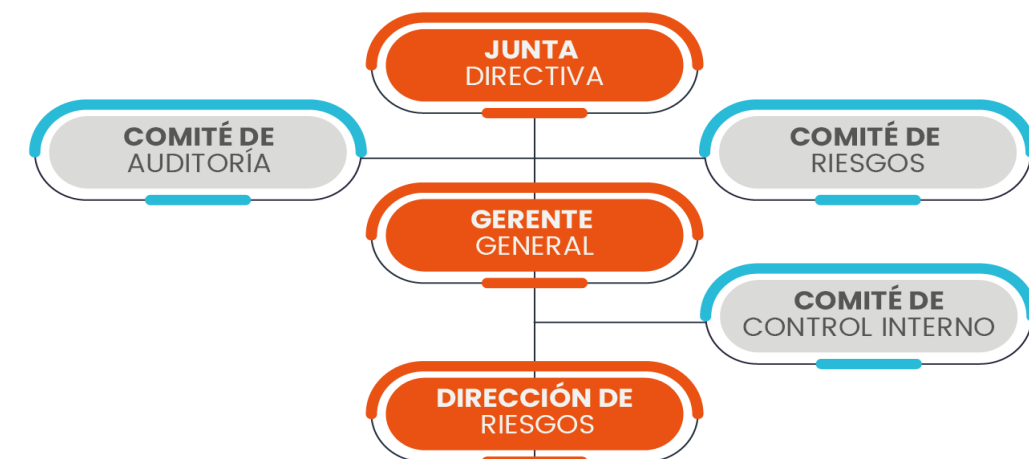 JUNTA
DIRECTIVA
COMITÉ DE
AUDITORÍA
COMITÉ DE
RIESGOS
GERENTE
GENERAL
COMITÉ DE
CONTROL INTERNO
DIRECCIÓN DE
RIESGOS